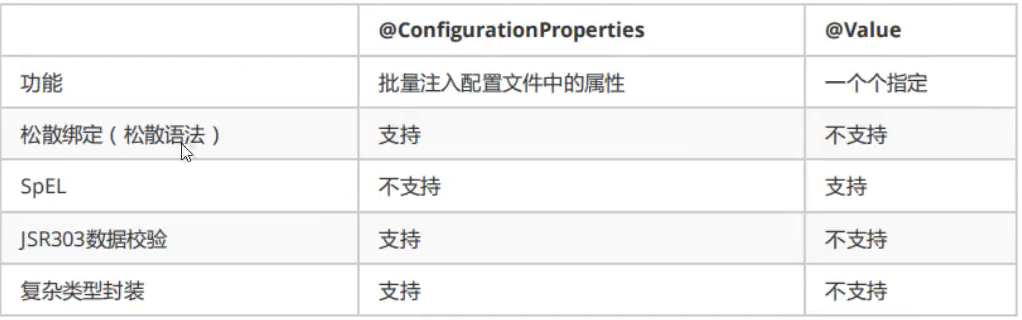 @ConfigurationProperties @Value
功能 批量注入配置文件中的属性 一个个指定
松散绑定（松散语法） 支持 不支持
SpEL 不支持 支持
JSR303数据校验 支持 不支持
复杂类型封装 支持 不支持